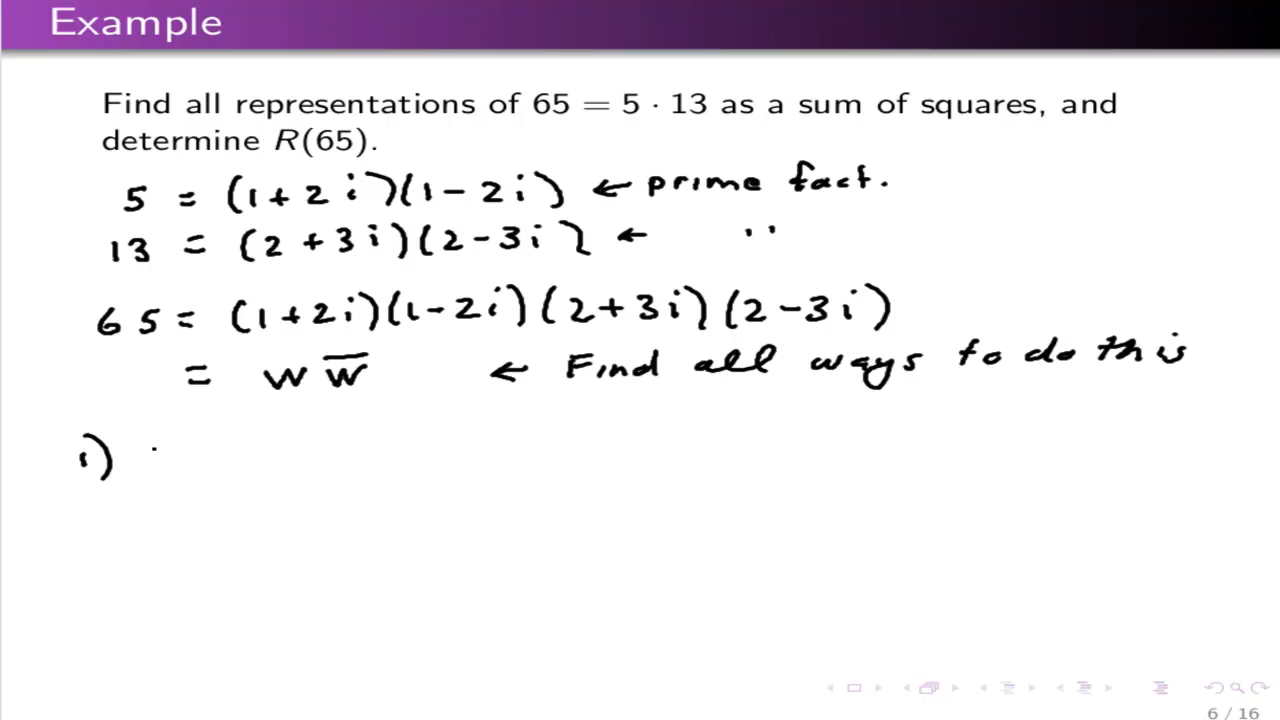 Example
Find all representations of 65 = 5 · 13 as a sum of squares, and
determine R(65).
5 = (1+2i)(1-2i) ← prime fact.
13 = (2+3i)(2-3i) ← ''
65 = (1+2i)(1-2i)(2+3i)(2-3i)
= w w̅ ← Find all ways to do this
i)
6 / 16